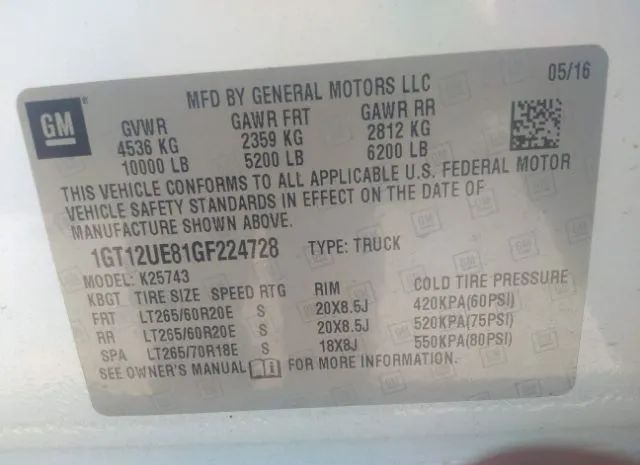 GM
MFD BY GENERAL MOTORS LLC 05/16
GVWR GAWR FRT GAWR RR
4536 KG 2359 KG 2812 KG
10000 LB 5200 LB 6200 LB
THIS VEHICLE CONFORMS TO ALL APPLICABLE U.S. FEDERAL MOTOR
VEHICLE SAFETY STANDARDS IN EFFECT ON THE DATE OF
MANUFACTURE SHOWN ABOVE.
1GT12UE81GF224728 TYPE: TRUCK
MODEL: K25743
KBGT TIRE SIZE SPEED RTG RIM COLD TIRE PRESSURE
FRT LT265/60R20E S 20X8.5J 420KPA(60PSI)
RR LT265/60R20E S 20X8.5J 520KPA(75PSI)
SPA LT265/70R18E S 18X8J 550KPA(80PSI)
SEE OWNER'S MANUAL FOR MORE INFORMATION.